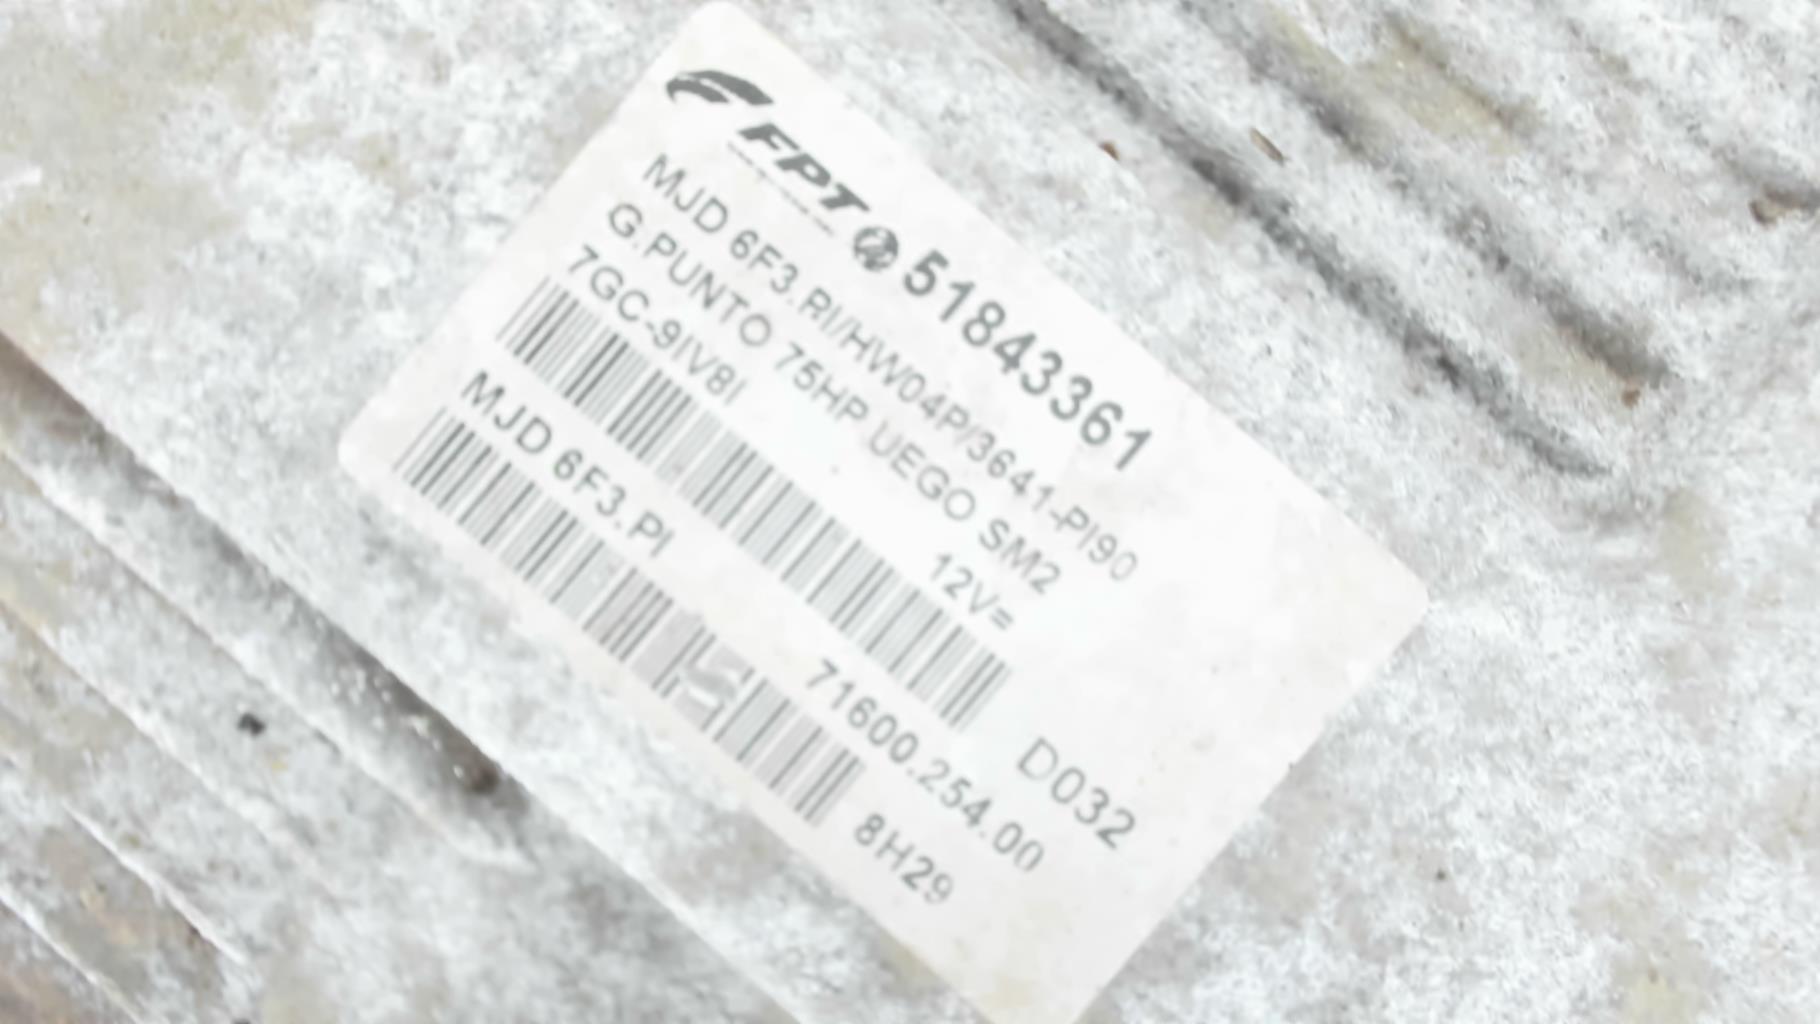 FPT 51843361
MJD 6F3.RI/HW04P/3641-PI90
G.PUNTO 75HP UEGO SM2
7GC-9IV8I 12V=
D032
MJD 6F3.PI 71600.254.00
8H29